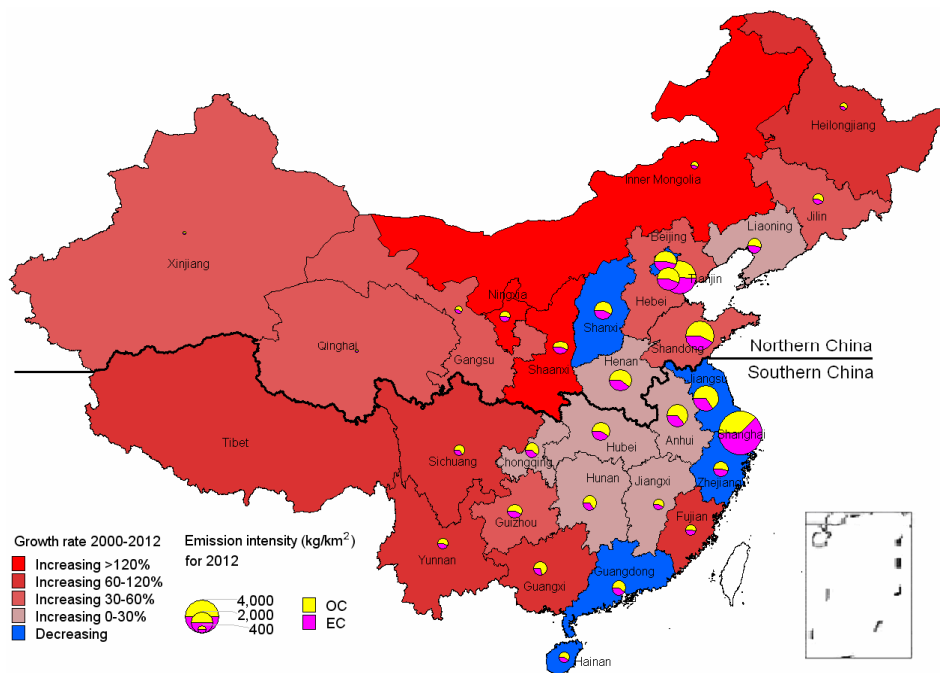 Heilongjiang
Inner Mongolia
Jilin
Liaoning
Beijing
Xinjiang
Tianjin
Ningxia
Hebei
Shanxi
Qinghai
Gangsu
Shaanxi
Shandong
Henan
Northern China
Southern China
Jiangsu
Tibet
Shanghai
Anhui
Hubei
Sichuang
Chongqing
Zhejiang
Hunan
Jiangxi
Guizhou
Fujian
Yunnan
Guangxi
Guangdong
Hainan
Growth rate 2000-2012
Increasing >120%
Increasing 60-120%
Increasing 30-60%
Increasing 0-30%
Decreasing
Emission intensity (kg/km²)
for 2012
4,000
2,000
400
OC
EC